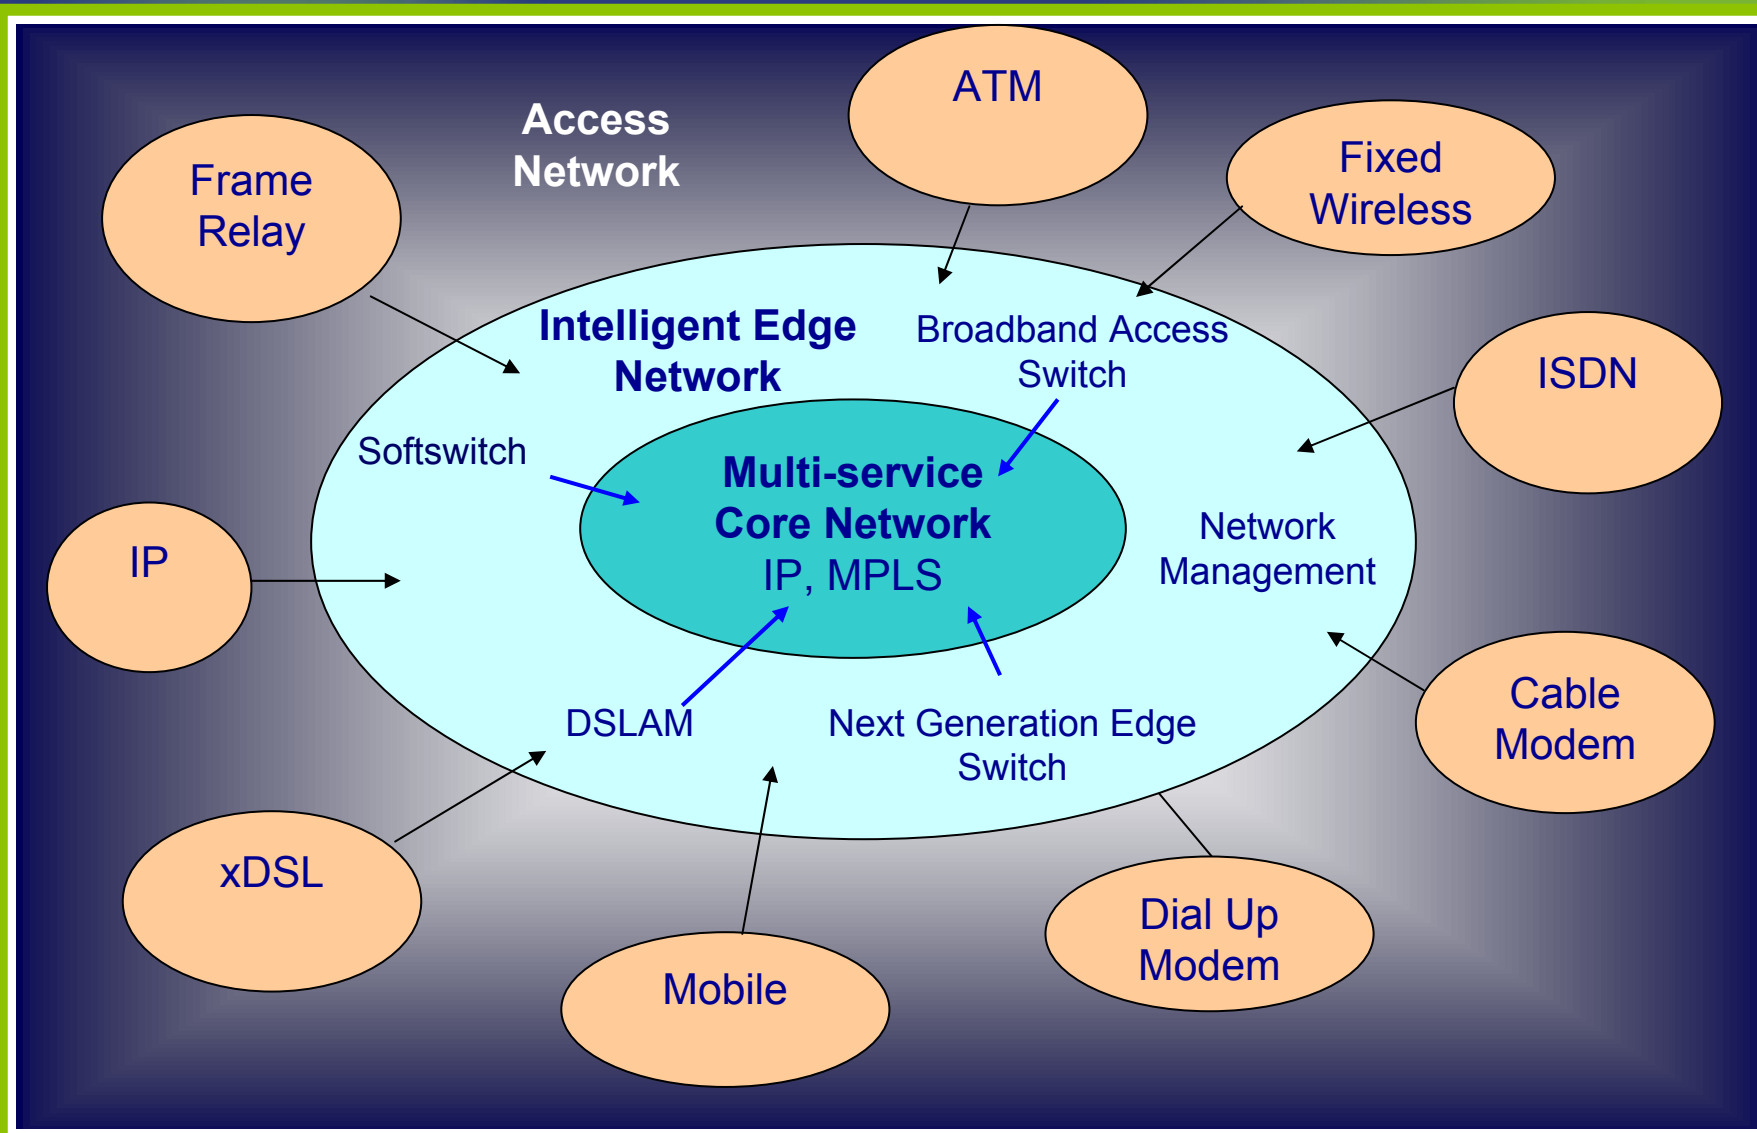 ATM
Access
Network
Fixed
Wireless
Frame
Relay
Intelligent Edge
Network
Broadband Access
Switch
ISDN
Softswitch
Multi-service
Core Network
IP, MPLS
Network
Management
IP
Cable
Modem
DSLAM
Next Generation Edge
Switch
xDSL
Dial Up
Modem
Mobile